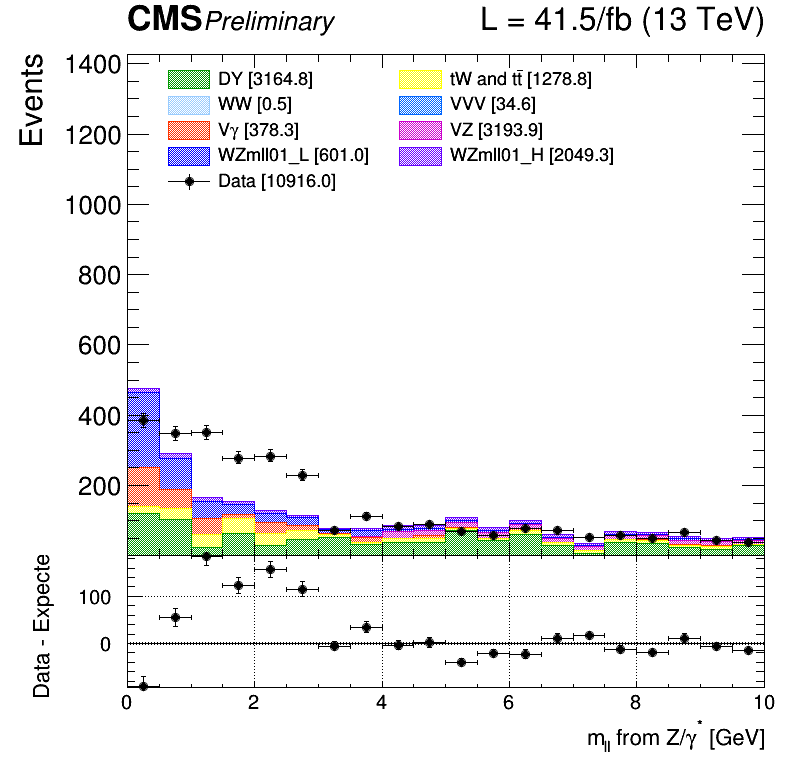 CMS Preliminary L = 41.5/fb (13 TeV)
Events
1400
1200
1000
800
600
400
200
DY [3164.8] tW and tt̄ [1278.8]
WW [0.5] VVV [34.6]
Vγ [378.3] VZ [3193.9]
WZmll01_L [601.0] WZmll01_H [2049.3]
Data [10916.0]
Data - Expecte
100
0
0 2 4 6 8 10
m_ll from Z/γ* [GeV]